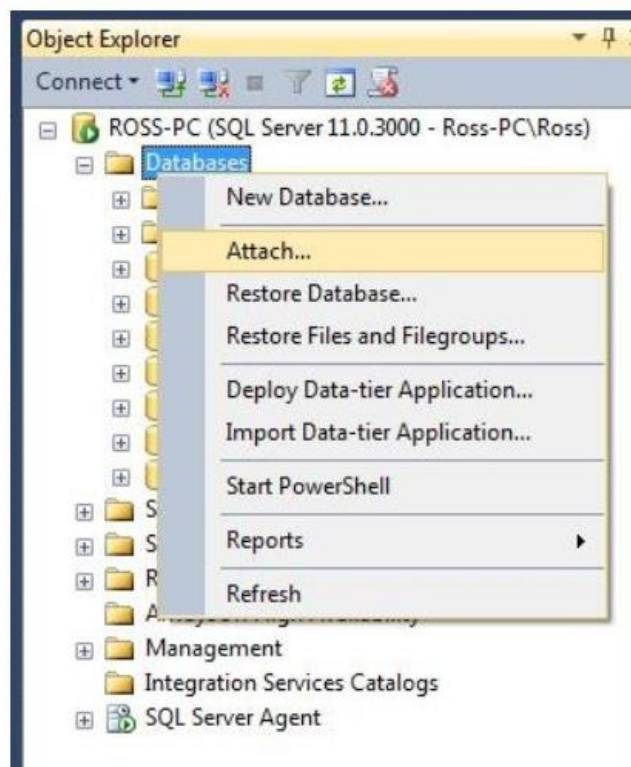 Object Explorer
Connect
ROSS-PC (SQL Server 11.0.3000 - Ross-PC\Ross)
Databases
New Database...
Attach...
Restore Database...
Restore Files and Filegroups...
Deploy Data-tier Application...
Import Data-tier Application...
Start PowerShell
S
S
Reports
R
Refresh
Management
Integration Services Catalogs
SQL Server Agent